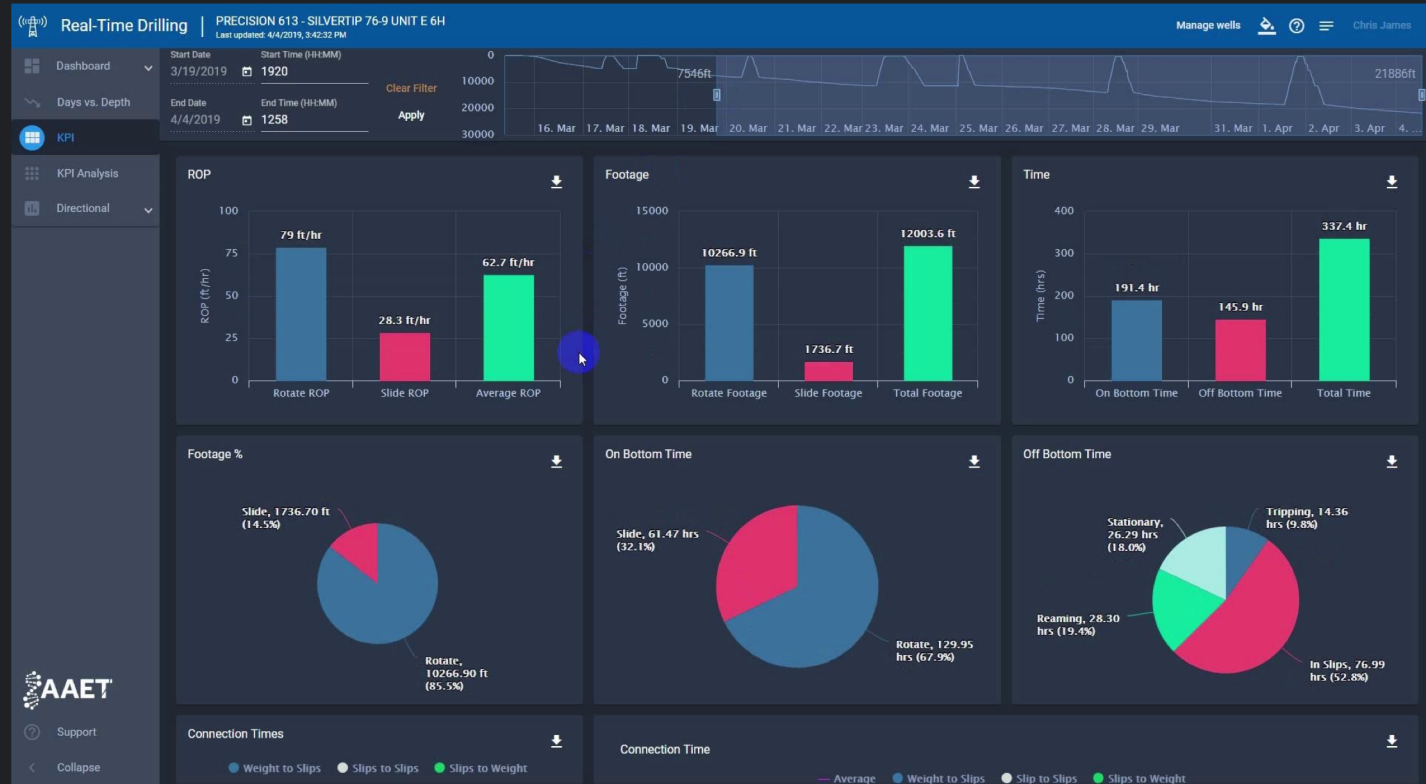 Real-Time Drilling
PRECISION 613 - SILVERTIP 76-9 UNIT E 6H
Last updated: 4/4/2019, 3:42:32 PM
Manage wells
Chris James
Dashboard
Days vs. Depth
KPI
KPI Analysis
Directional
AAET
Support
Collapse
Start Date
Start Time (HH:MM)
3/19/2019
1920
End Date
End Time (HH:MM)
4/4/2019
1258
Clear Filter
Apply
0
10000
20000
30000
7546ft
21886ft
16. Mar 17. Mar 18. Mar 19. Mar 20. Mar 21. Mar 22. Mar 23. Mar 24. Mar 25. Mar 26. Mar 27. Mar 28. Mar 29. Mar 31. Mar 1. Apr 2. Apr 3. Apr 4. ...
ROP
100
75
50
25
0
ROP (ft/hr)
79 ft/hr
28.3 ft/hr
62.7 ft/hr
Rotate ROP Slide ROP Average ROP
Footage
15000
10000
5000
0
Footage (ft)
10266.9 ft
1736.7 ft
12003.6 ft
Rotate Footage Slide Footage Total Footage
Time
400
300
200
100
0
Time (hrs)
191.4 hr
145.9 hr
337.4 hr
On Bottom Time Off Bottom Time Total Time
Footage %
Slide, 1736.70 ft
(14.5%)
Rotate,
10266.90 ft
(85.5%)
On Bottom Time
Slide, 61.47 hrs
(32.1%)
Rotate, 129.95
hrs (67.9%)
Off Bottom Time
Stationary,
26.29 hrs
(18.0%)
Tripping, 14.36
hrs (9.8%)
Reaming, 28.30
hrs (19.4%)
In Slips, 76.99
hrs (52.8%)
Connection Times
Weight to Slips Slips to Slips Slips to Weight
Connection Time
Average Weight to Slips Slip to Slips Slips to Weight